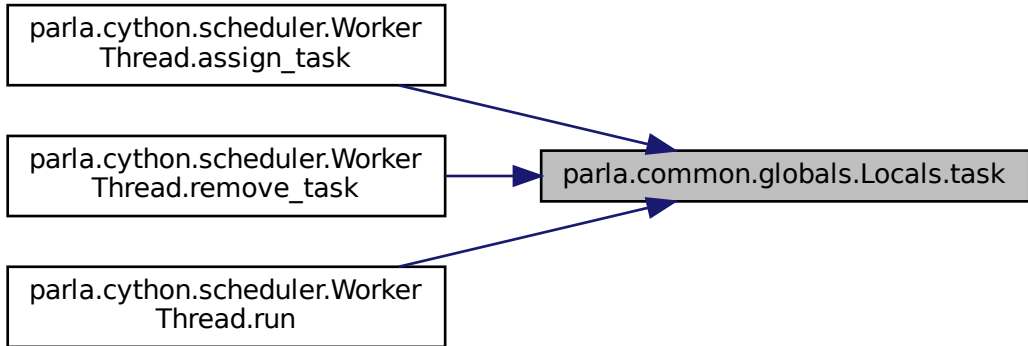 parla.cython.scheduler.Worker
Thread.assign_task
parla.cython.scheduler.Worker
Thread.remove_task
parla.common.globals.Locals.task
parla.cython.scheduler.Worker
Thread.run